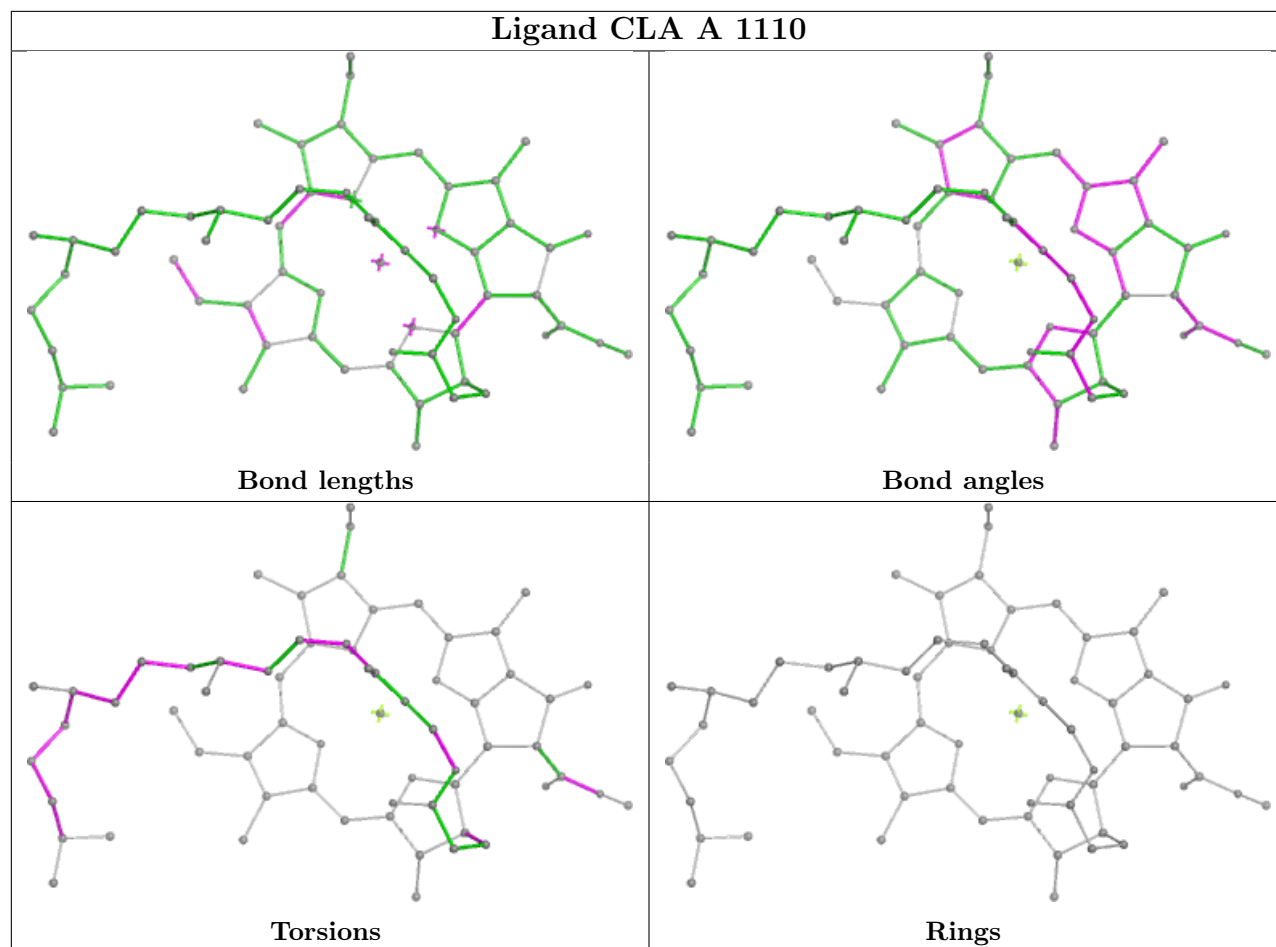 Ligand CLA A 1110
Bond lengths
Bond angles
Torsions
Rings